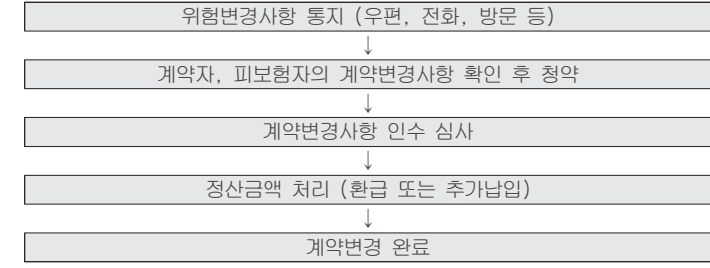 위험변경사항 통지 (우편, 전화, 방문 등)
↓
계약자, 피보험자의 계약변경사항 확인 후 청약
↓
계약변경사항 인수 심사
↓
정산금액 처리 (환급 또는 추가납입)
↓
계약변경 완료